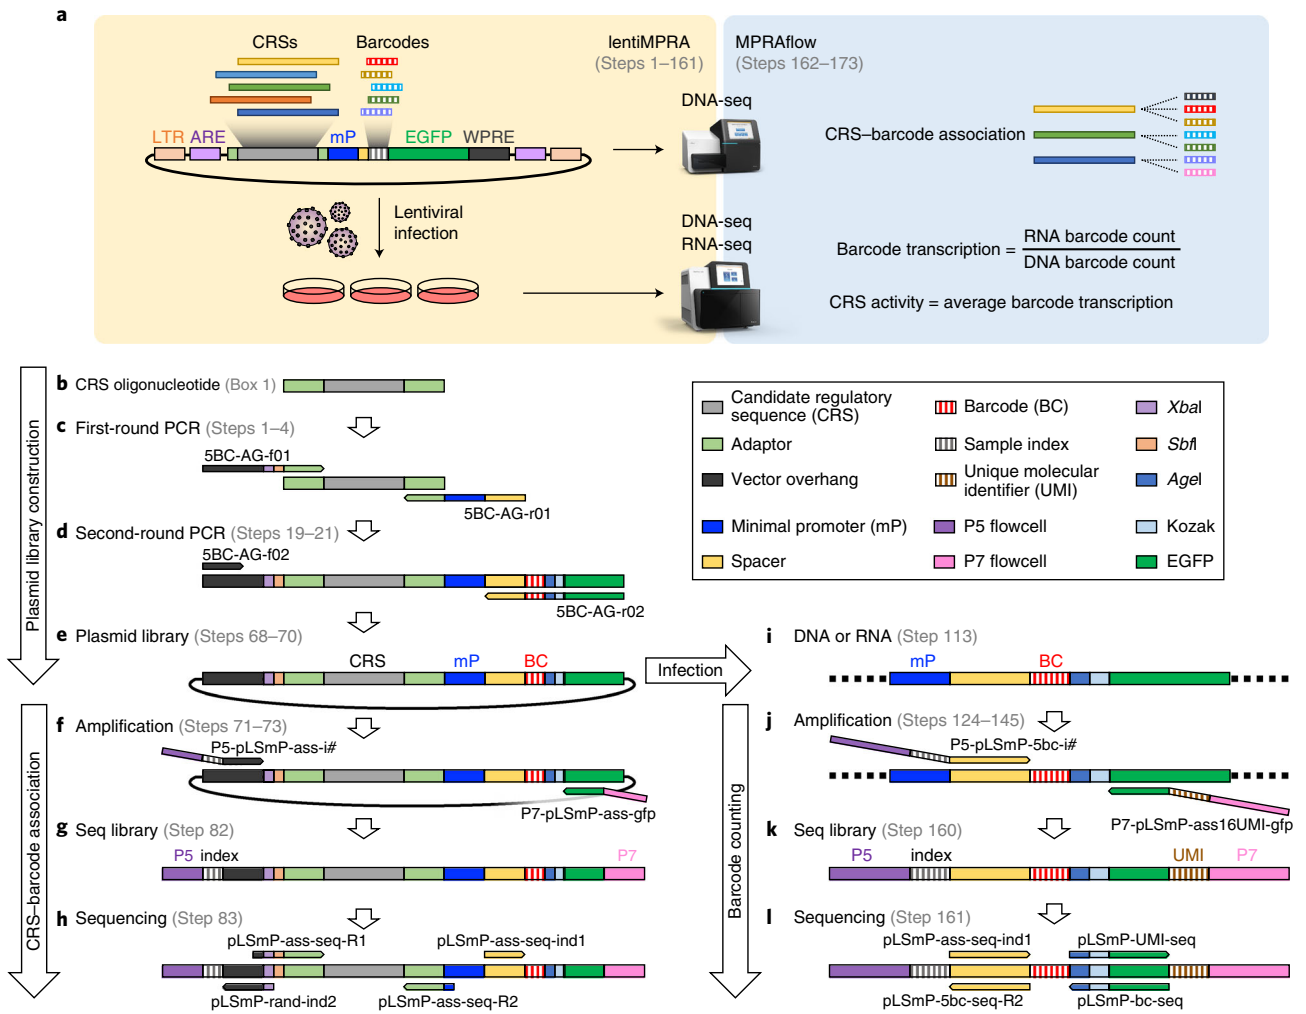 a
CRSs
Barcodes
lentiMPRA
(Steps 1–161)
MPRAflow
(Steps 162–173)
DNA-seq
LTR ARE mP EGFP WPRE
CRS–barcode association
Lentiviral
infection
DNA-seq
RNA-seq
Barcode transcription = RNA barcode count
DNA barcode count
CRS activity = average barcode transcription
Plasmid library construction
b CRS oligonucleotide (Box 1)
c First-round PCR (Steps 1–4)
5BC-AG-f01
5BC-AG-r01
d Second-round PCR (Steps 19–21)
5BC-AG-f02
5BC-AG-r02
e Plasmid library (Steps 68–70)
CRS mP BC
Candidate regulatory
sequence (CRS)
Adaptor
Vector overhang
Minimal promoter (mP)
Spacer
Barcode (BC)
Sample index
Unique molecular
identifier (UMI)
P5 flowcell
P7 flowcell
XbaI
SbfI
AgeI
Kozak
EGFP
Infection
CRS–barcode association
f Amplification (Steps 71–73)
P5-pLSmP-ass-i#
P7-pLSmP-ass-gfp
g Seq library (Step 82)
P5 index P7
h Sequencing (Step 83)
pLSmP-ass-seq-R1
pLSmP-ass-seq-ind1
pLSmP-rand-ind2
pLSmP-ass-seq-R2
i DNA or RNA (Step 113)
mP BC
Barcode counting
j Amplification (Steps 124–145)
P5-pLSmP-5bc-i#
P7-pLSmP-ass16UMI-gfp
k Seq library (Step 160)
P5 index UMI P7
l Sequencing (Step 161)
pLSmP-ass-seq-ind1
pLSmP-UMI-seq
pLSmP-5bc-seq-R2
pLSmP-bc-seq